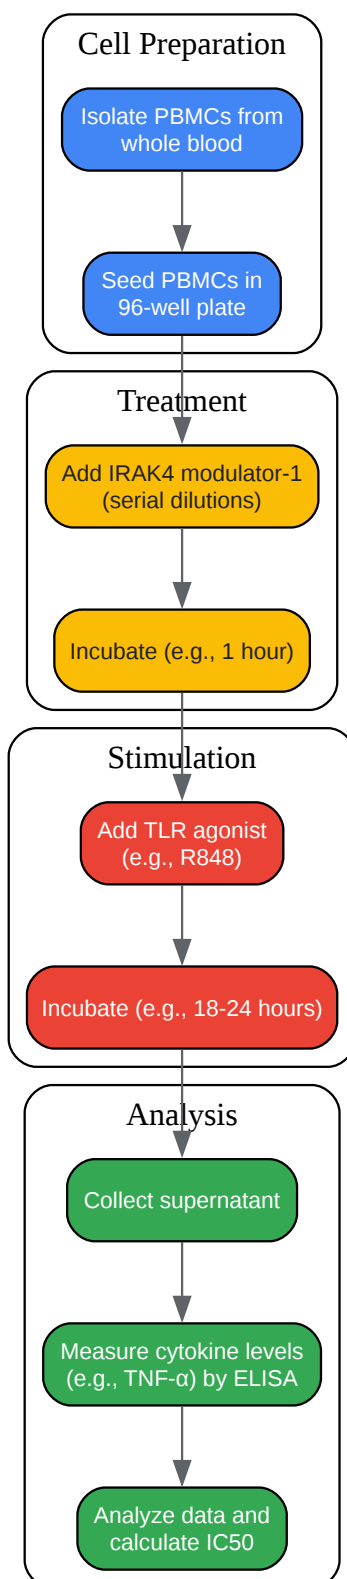 Cell Preparation
Isolate PBMCs from
whole blood
Seed PBMCs in
96-well plate
Treatment
Add IRAK4 modulator-1
(serial dilutions)
Incubate (e.g., 1 hour)
Stimulation
Add TLR agonist
(e.g., R848)
Incubate (e.g., 18-24 hours)
Analysis
Collect supernatant
Measure cytokine levels
(e.g., TNF-α) by ELISA
Analyze data and
calculate IC50